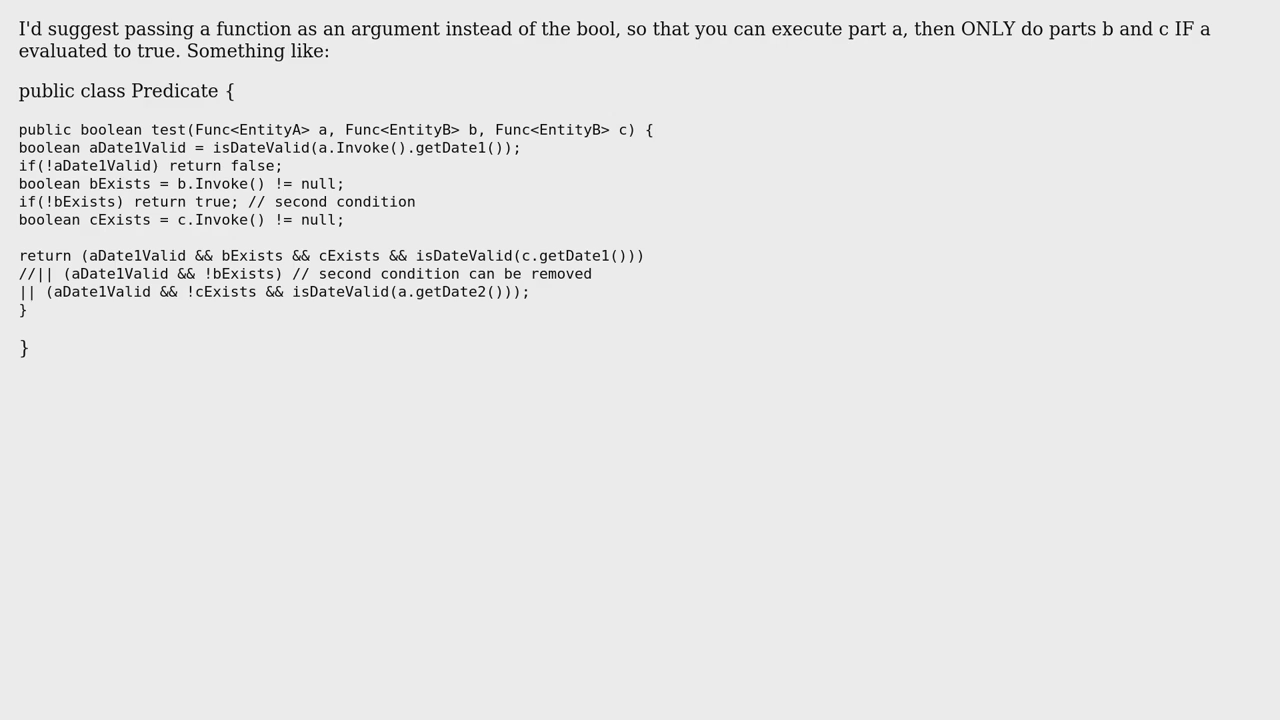 I'd suggest passing a function as an argument instead of the bool, so that you can execute part a, then ONLY do parts b and c IF a
evaluated to true. Something like:
public class Predicate {
public boolean test(Func<EntityA> a, Func<EntityB> b, Func<EntityB> c) {
boolean aDate1Valid = isDateValid(a.Invoke().getDate1());
if(!aDate1Valid) return false;
boolean bExists = b.Invoke() != null;
if(!bExists) return true; // second condition
boolean cExists = c.Invoke() != null;
return (aDate1Valid && bExists && cExists && isDateValid(c.getDate1()))
//|| (aDate1Valid && !bExists) // second condition can be removed
|| (aDate1Valid && !cExists && isDateValid(a.getDate2()));
}
}